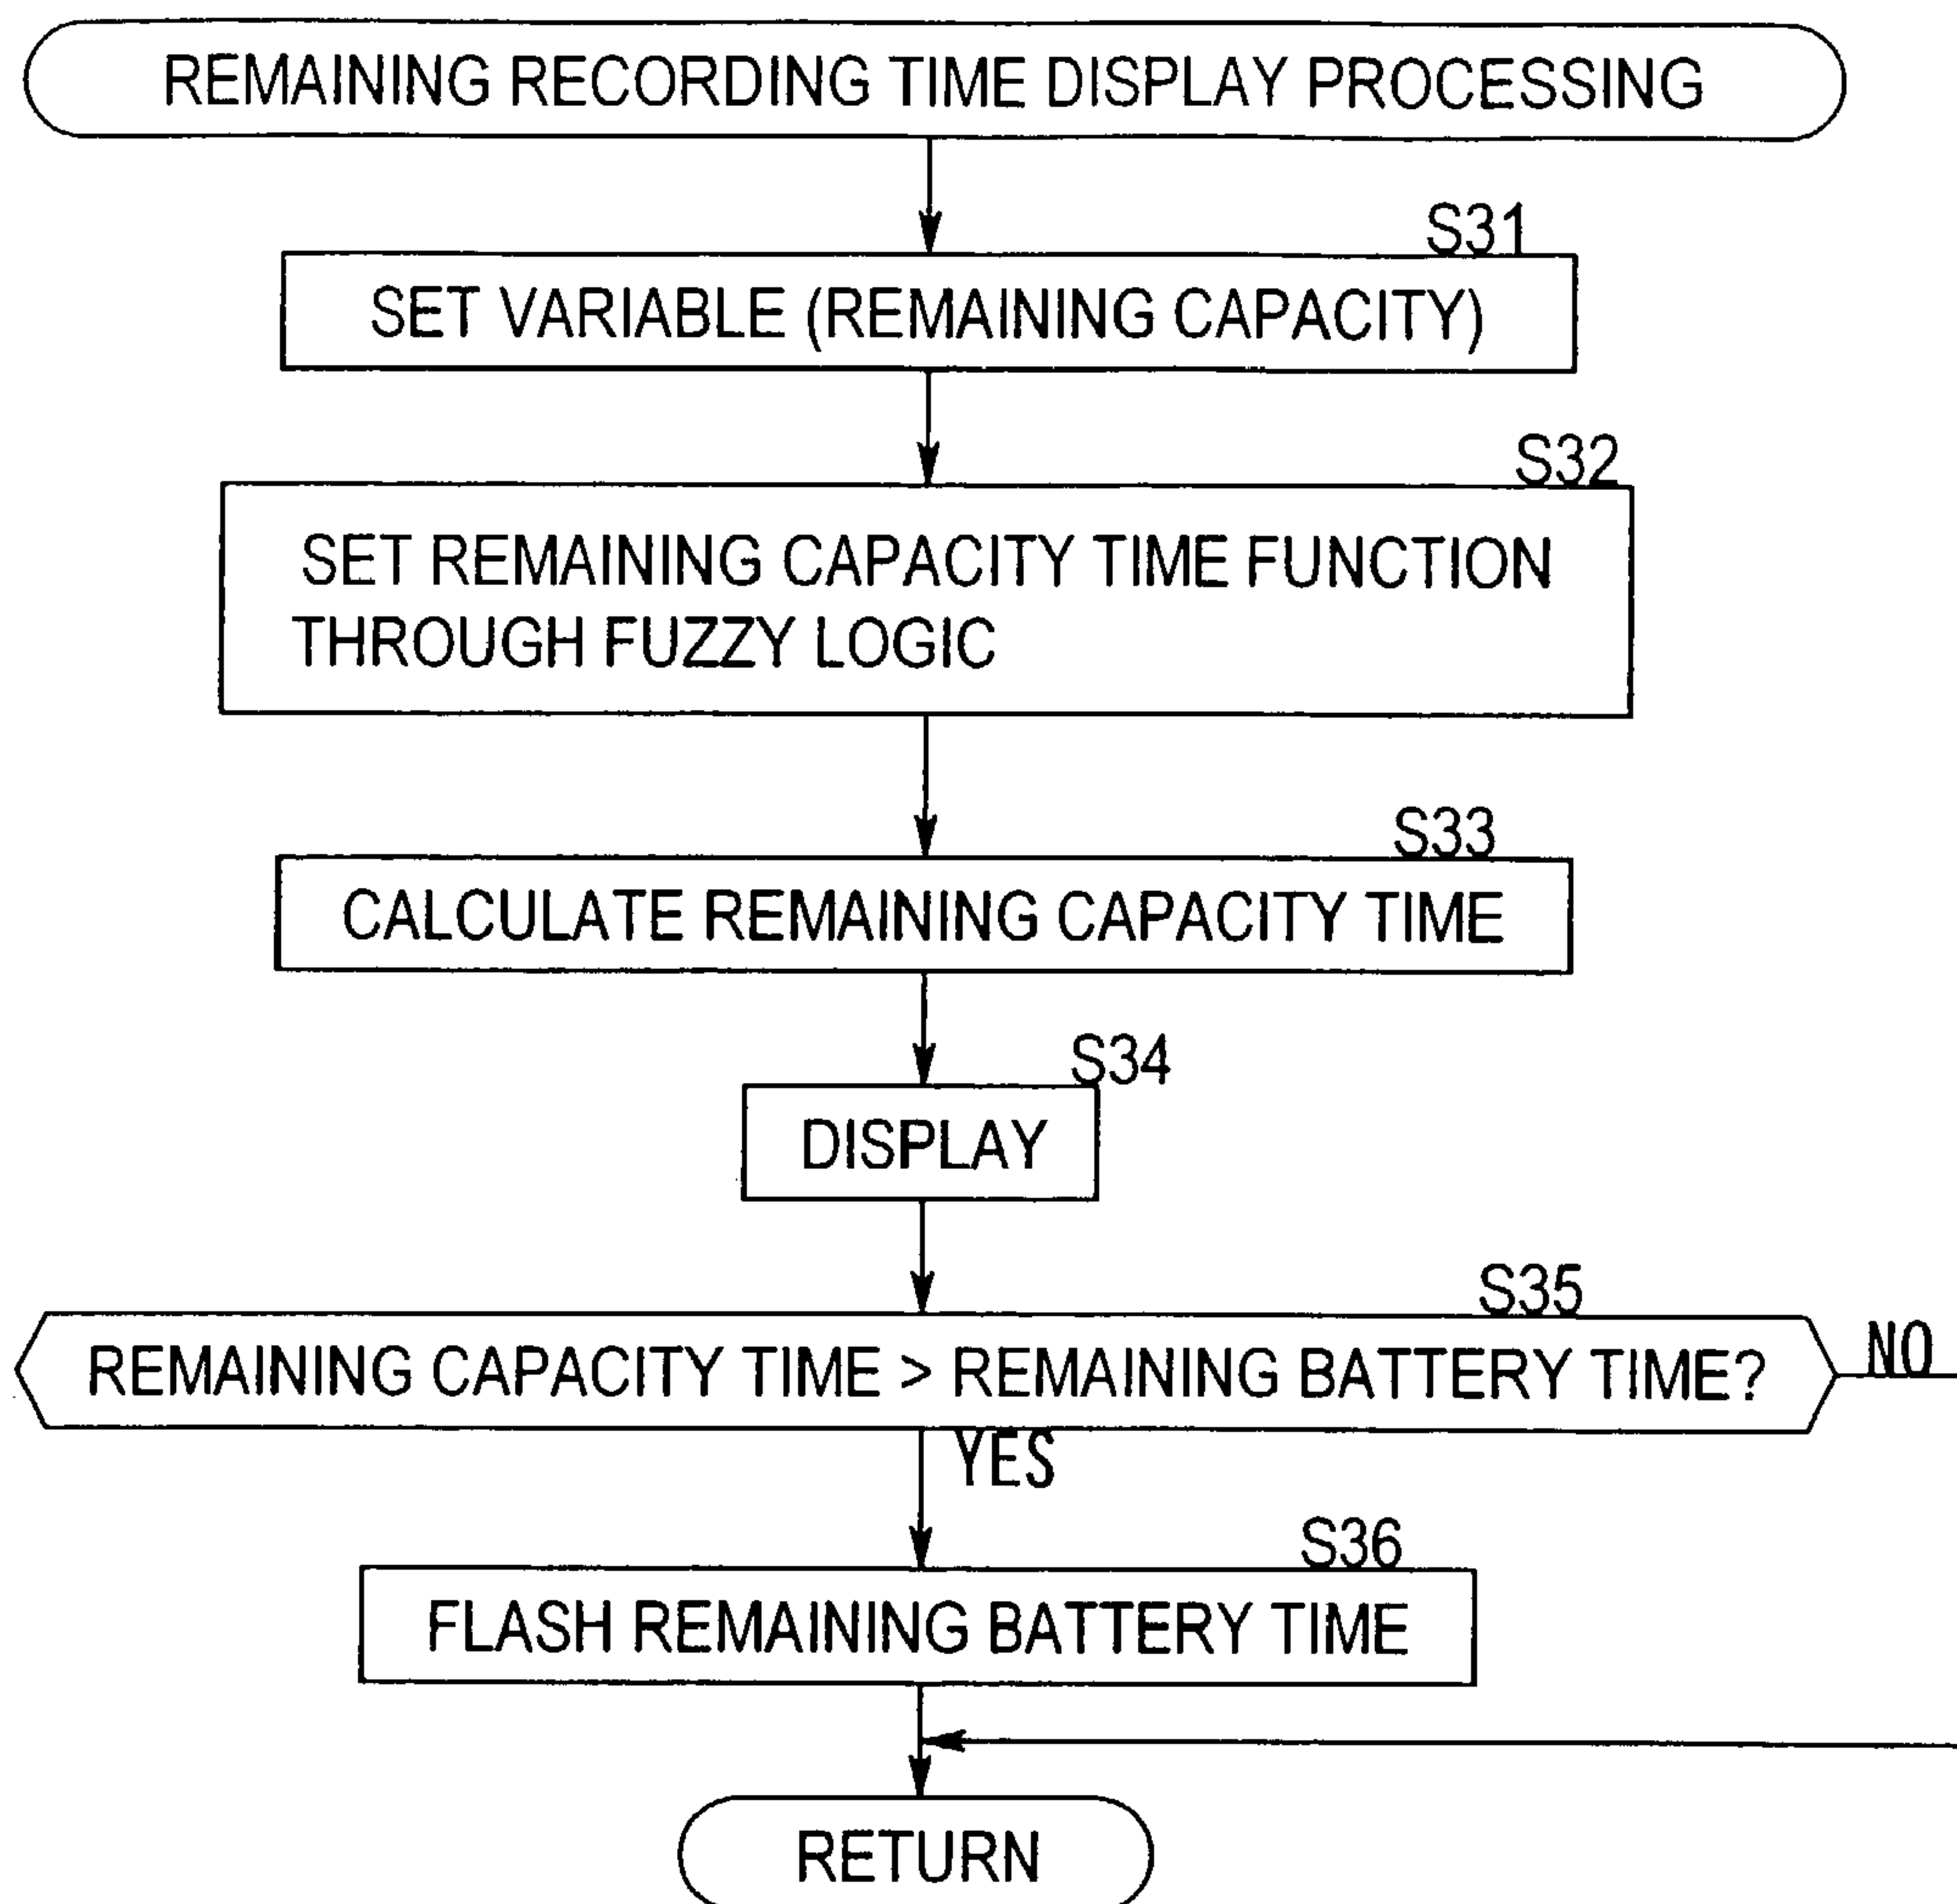 REMAINING RECORDING TIME DISPLAY PROCESSING
S31
SET VARIABLE (REMAINING CAPACITY)
S32
SET REMAINING CAPACITY TIME FUNCTION
THROUGH FUZZY LOGIC
S33
CALCULATE REMAINING CAPACITY TIME
S34
DISPLAY
S35
REMAINING CAPACITY TIME > REMAINING BATTERY TIME?
NO
YES
S36
FLASH REMAINING BATTERY TIME
RETURN